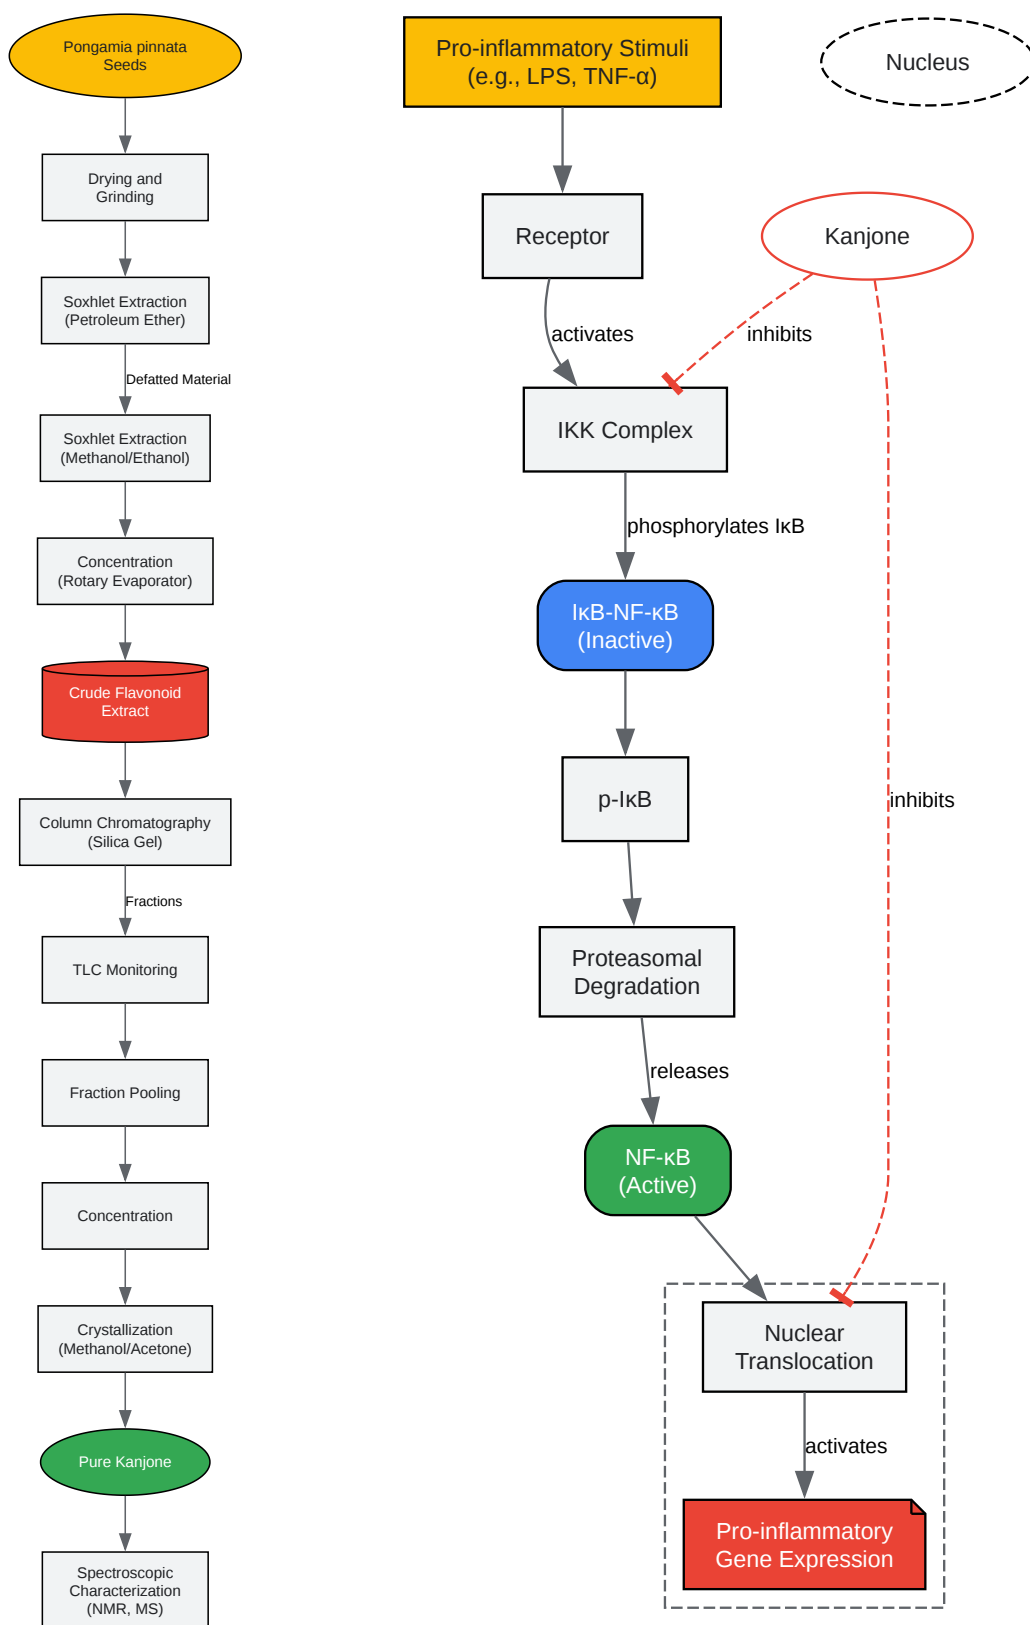 Pongamia pinnata
Seeds
Drying and
Grinding
Soxhlet Extraction
(Petroleum Ether)
Defatted Material
Soxhlet Extraction
(Methanol/Ethanol)
Concentration
(Rotary Evaporator)
Crude Flavonoid
Extract
Column Chromatography
(Silica Gel)
Fractions
TLC Monitoring
Fraction Pooling
Concentration
Crystallization
(Methanol/Acetone)
Pure Kanjone
Spectroscopic
Characterization
(NMR, MS)
Pro-inflammatory Stimuli
(e.g., LPS, TNF-α)
Nucleus
Receptor
Kanjone
activates
inhibits
IKK Complex
phosphorylates IκB
IκB-NF-κB
(Inactive)
p-IκB
inhibits
Proteasomal
Degradation
releases
NF-κB
(Active)
Nuclear
Translocation
activates
Pro-inflammatory
Gene Expression